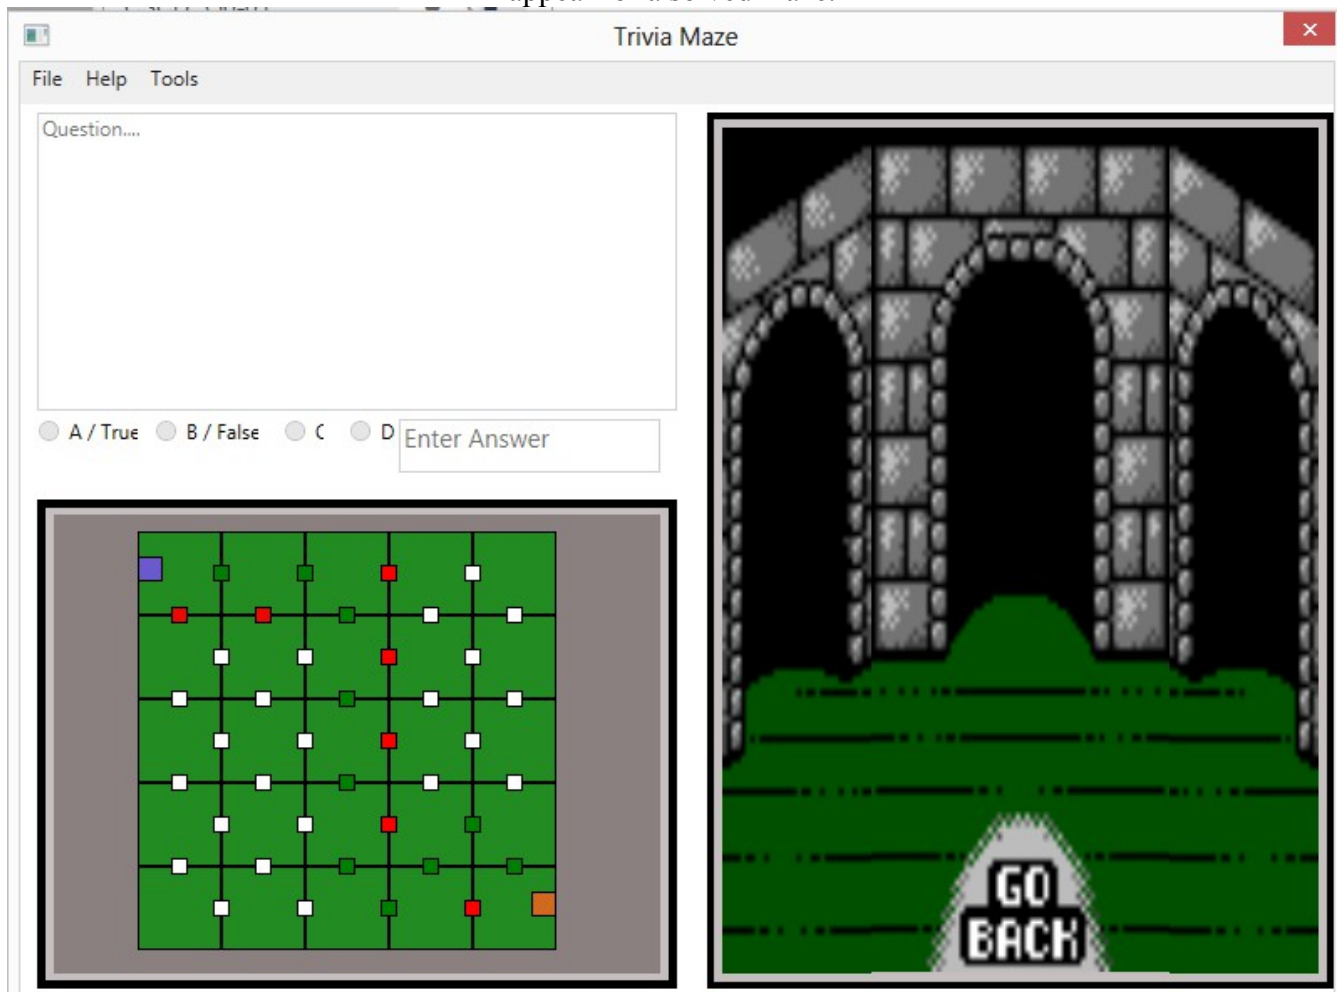 Trivia Maze
File Help Tools
Question....
A / True B / False C D
Enter Answer
GO
BACK